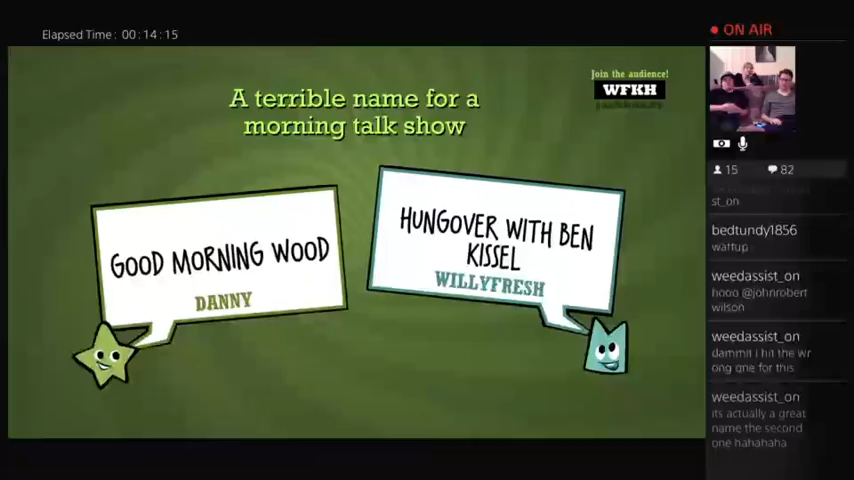 Elapsed Time: 00:14:15
ON AIR
A terrible name for a
morning talk show
Join the audience!
WFKH
GOOD MORNING WOOD
DANNY
HUNGOVER WITH BEN
KISSEL
WILLYFRESH
15 82
st_on
bedtundy1856
wattup
weedassist_on
hooo @johnrobert
wilson
weedassist_on
dammit i hit the wr
ong one for this
weedassist_on
its actually a great
name the second
one hahahaha